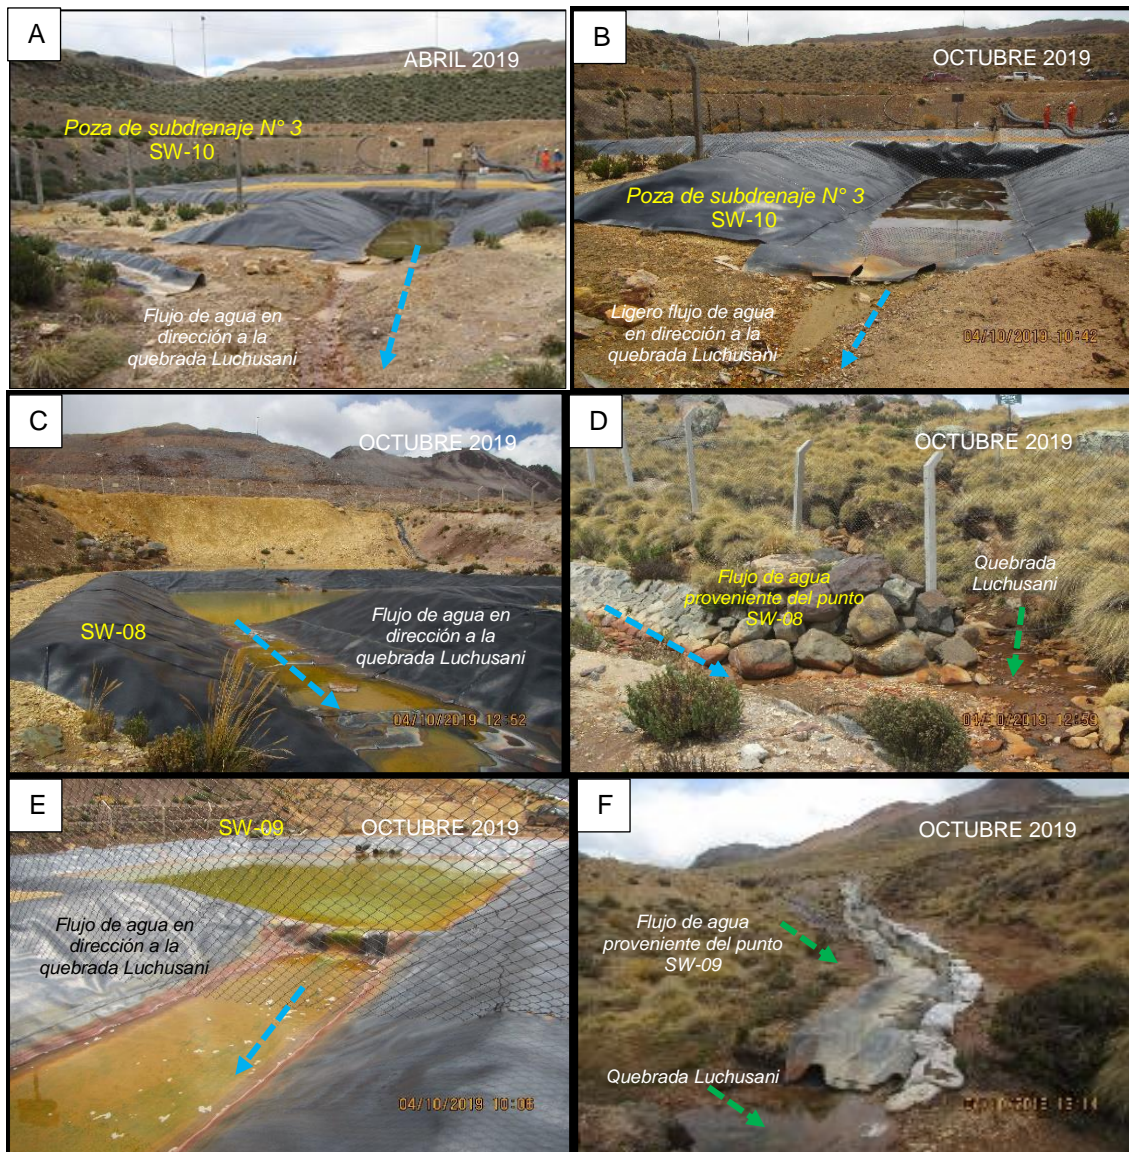 A
ABRIL 2019
Poza de subdrenaje N° 3
SW-10
Flujo de agua en
dirección a la
quebrada Luchusani
B
OCTUBRE 2019
Poza de subdrenaje N° 3
SW-10
Ligero flujo de agua
en dirección a la
quebrada Luchusani
04/10/2019 10:42
C
OCTUBRE 2019
SW-08
Flujo de agua en
dirección a la
quebrada Luchusani
04/10/2019 12:52
D
OCTUBRE 2019
Quebrada
Luchusani
Flujo de agua
proveniente del punto
SW-08
04/10/2019 12:59
E
SW-09
OCTUBRE 2019
Flujo de agua en
dirección a la
quebrada Luchusani
04/10/2019 10:06
F
OCTUBRE 2019
Flujo de agua
proveniente del punto
SW-09
Quebrada Luchusani